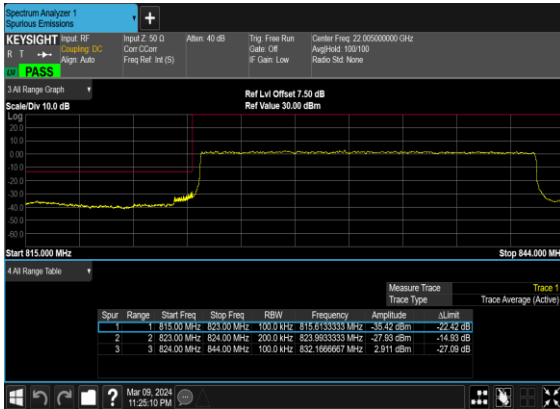 Spectrum Analyzer 1
Spurious Emissions
KEYSIGHT Input: RF Input Z: 50 Ω Atten: 40 dB Trig: Free Run Center Freq: 22.005000000 GHz
R T Coupling: DC Corr CCorr Gate: Off Avg|Hold: 100/100
Align: Auto Freq Ref: Int (S) IF Gain: Low Radio Std: None
PASS
3 All Range Graph
Ref Lvl Offset 7.50 dB
Scale/Div 10.0 dB Ref Value 30.00 dBm
Log
20.0
10.0
0.00
-10.0
-20.0
-30.0
-40.0
-50.0
-60.0
Start 815.000 MHz Stop 844.000 MH
4 All Range Table
Measure Trace Trace 1
Trace Type Trace Average (Active)
Spur Range Start Freq Stop Freq RBW Frequency Amplitude ΔLimit
1 1 815.00 MHz 823.00 MHz 100.0 kHz 815.6133333 MHz -35.42 dBm -22.42 dB
2 2 823.00 MHz 824.00 MHz 200.0 kHz 823.9933333 MHz -27.93 dBm -14.93 dB
3 3 824.00 MHz 844.00 MHz 100.0 kHz 832.1666667 MHz 2.911 dBm -27.09 dB
Mar 09, 2024
11:25:10 PM